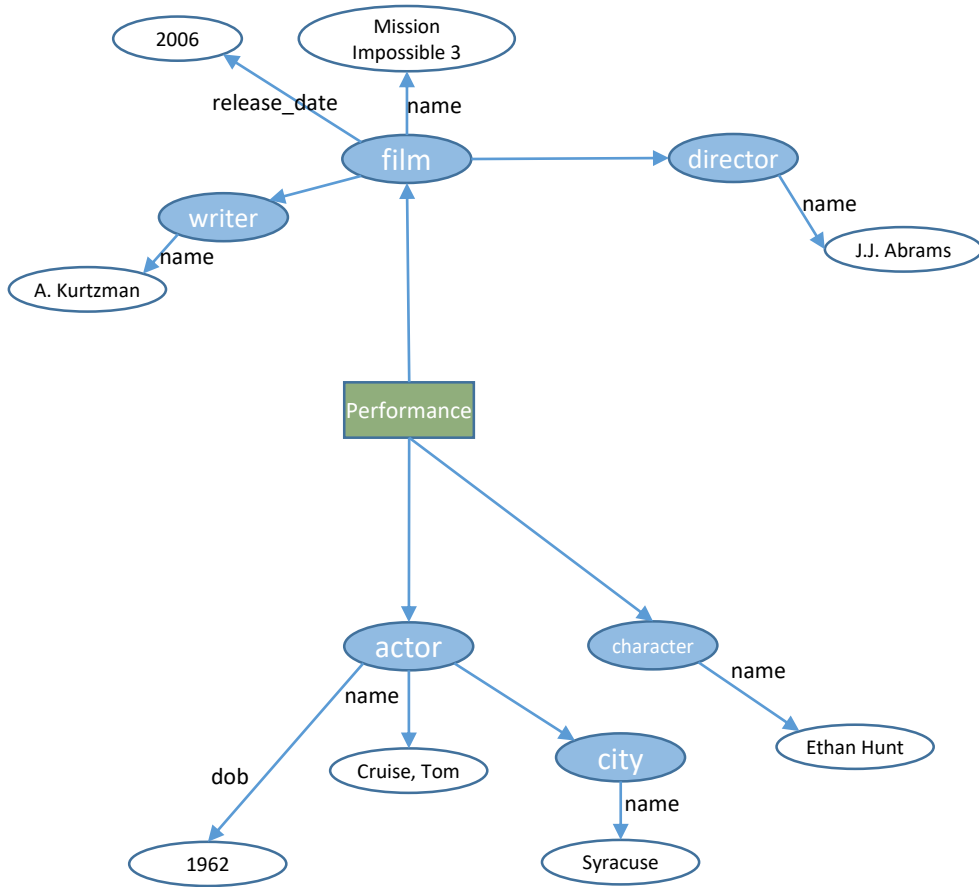 2006
Mission
Impossible 3
release_date
name
film
director
writer
name
name
A. Kurtzman
J.J. Abrams
Performance
actor
character
name
name
dob
Cruise, Tom
city
Ethan Hunt
name
1962
Syracuse